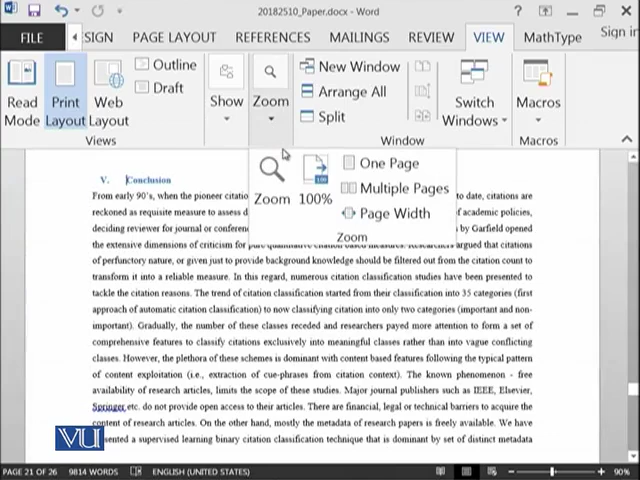 20182510_Paper.docx - Word
FILE SIGN PAGE LAYOUT REFERENCES MAILINGS REVIEW VIEW MathType Sign in
Read Mode
Print Layout
Web Layout
Outline
Draft
Views
Show
Zoom
New Window
Arrange All
Split
Switch Windows
Window
Macros
Macros
Zoom
100%
One Page
Multiple Pages
Page Width
Zoom
V. Conclusion
From early 90's, when the pioneer citatio to date, citations are
reckoned as requisite measure to assess d f academic policies,
deciding reviewer for journal or conferen by Garfield opened
the extensive dimensions of criticism for argued that citations
of perfunctory nature, or given just to provide background knowledge should be filtered out from the citation count to
transform it into a reliable measure. In this regard, numerous citation classification studies have been presented to
tackle the citation reasons. The trend of citation classification started from their classification into 35 categories (first
approach of automatic citation classification) to now classifying citation into only two categories (important and non-
important). Gradually, the number of these classes receded and researchers payed more attention to form a set of
comprehensive features to classify citations exclusively into meaningful classes rather than into vague conflicting
classes. However, the plethora of these schemes is dominant with content based features following the typical pattern
of content exploitation (i.e., extraction of cue-phrases from citation context). The known phenomenon - free
availability of research articles, limits the scope of these studies. Major journal publishers such as IEEE, Elsevier,
Springer, etc. do not provide open access to their articles. There are financial, legal or technical barriers to acquire the
content of research articles. On the other hand, mostly the metadata of research papers is freely available. We have
sented a supervised learning binary citation classification technique that is dominant by set of distinct metadata
VU
PAGE 21 OF 26 9814 WORDS ENGLISH (UNITED STATES) 90%